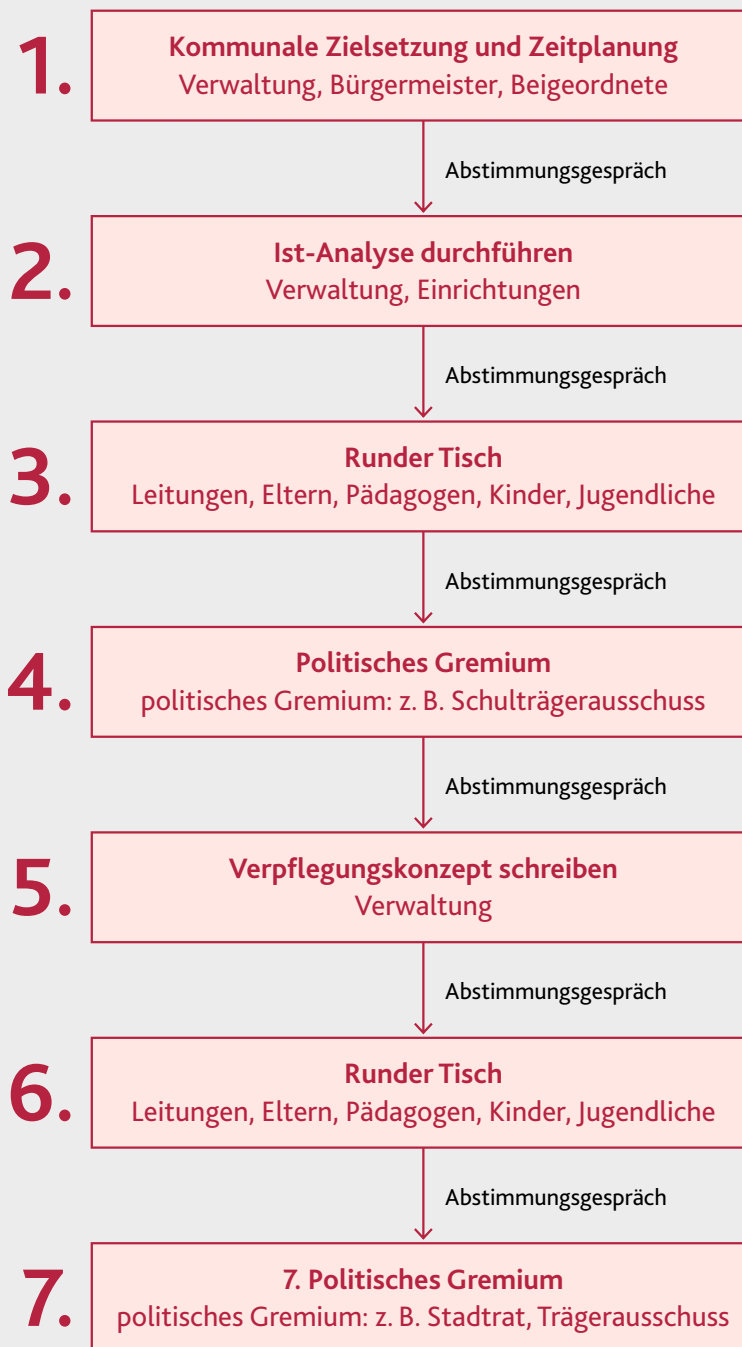 1.
Kommunale Zielsetzung und Zeitplanung
Verwaltung, Bürgermeister, Beigeordnete
Abstimmungsgespräch
2.
Ist-Analyse durchführen
Verwaltung, Einrichtungen
Abstimmungsgespräch
3.
Runder Tisch
Leitungen, Eltern, Pädagogen, Kinder, Jugendliche
Abstimmungsgespräch
4.
Politisches Gremium
politisches Gremium: z. B. Schulträgerausschuss
Abstimmungsgespräch
5.
Verpflegungskonzept schreiben
Verwaltung
Abstimmungsgespräch
6.
Runder Tisch
Leitungen, Eltern, Pädagogen, Kinder, Jugendliche
Abstimmungsgespräch
7.
7. Politisches Gremium
politisches Gremium: z. B. Stadtrat, Trägerausschuss